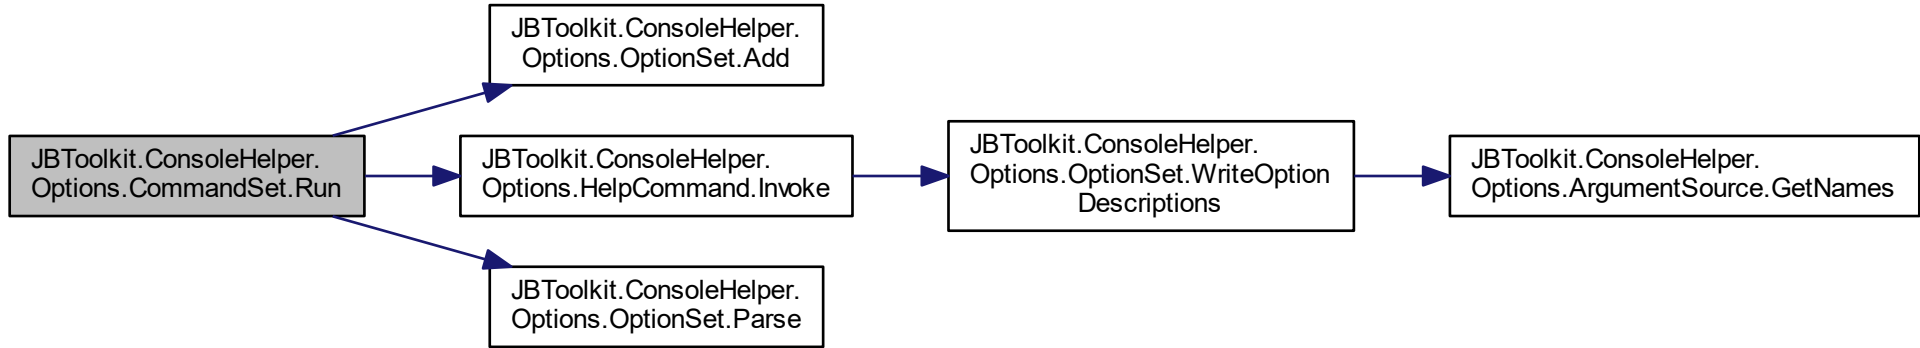 JBToolkit.ConsoleHelper.
Options.OptionSet.Add
JBToolkit.ConsoleHelper.
Options.CommandSet.Run
JBToolkit.ConsoleHelper.
Options.HelpCommand.Invoke
JBToolkit.ConsoleHelper.
Options.OptionSet.WriteOption
Descriptions
JBToolkit.ConsoleHelper.
Options.ArgumentSource.GetNames
JBToolkit.ConsoleHelper.
Options.OptionSet.Parse